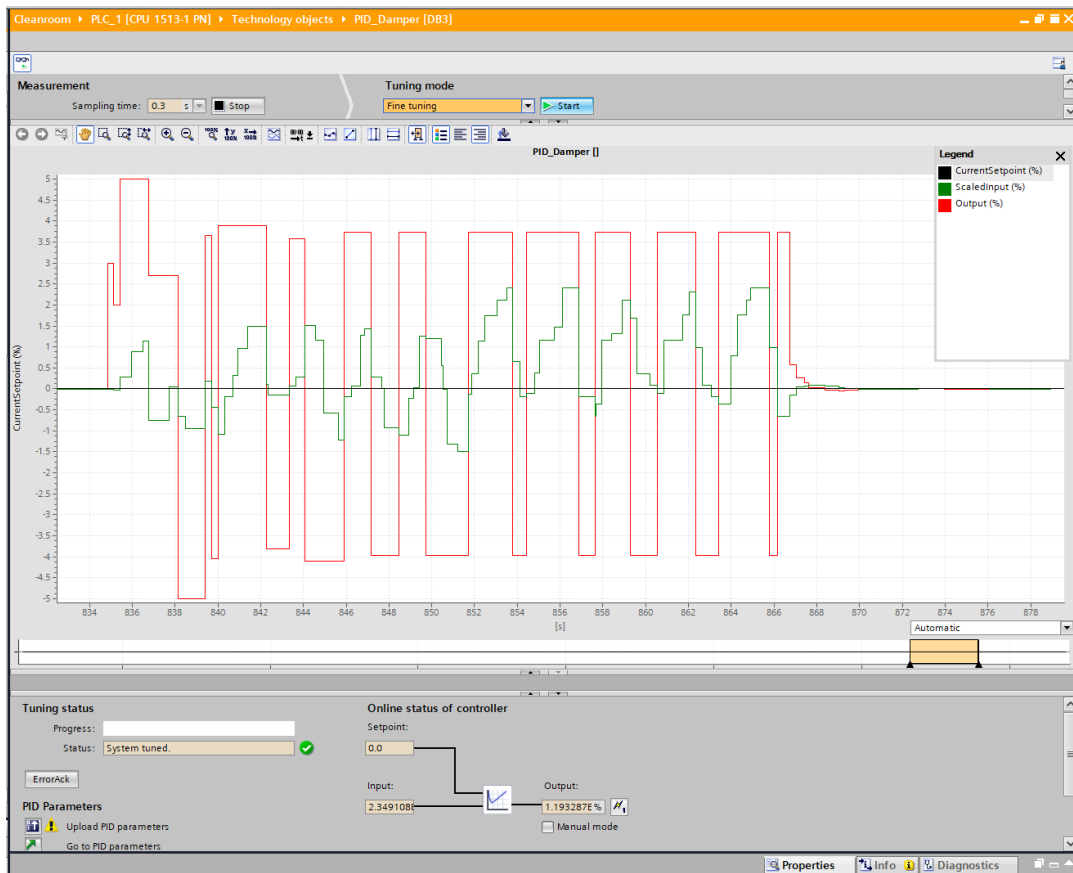 Cleanroom ▸ PLC_1 [CPU 1513-1 PN] ▸ Technology objects ▸ PID_Damper [DB3]
Measurement Tuning mode
Sampling time: 0.3 s Stop Fine tuning Start
PID_Damper []
Legend
CurrentSetpoint (%)
ScaledInput (%)
Output (%)
CurrentSetpoint (%)
5
4.5
4
3.5
3
2.5
2
1.5
1
0.5
0
-0.5
-1
-1.5
-2
-2.5
-3
-3.5
-4
-4.5
-5
834 836 838 840 842 844 846 848 850 852 854 856 858 860 862 864 866 868 870 872 874 876 878
[s]
Automatic
Tuning status Online status of controller
Progress:
Status: System tuned.
ErrorAck
Setpoint:
0.0
Input: Output:
2.349108 1.193287E%
Manual mode
PID Parameters
Upload PID parameters
Go to PID parameters
Properties Info Diagnostics